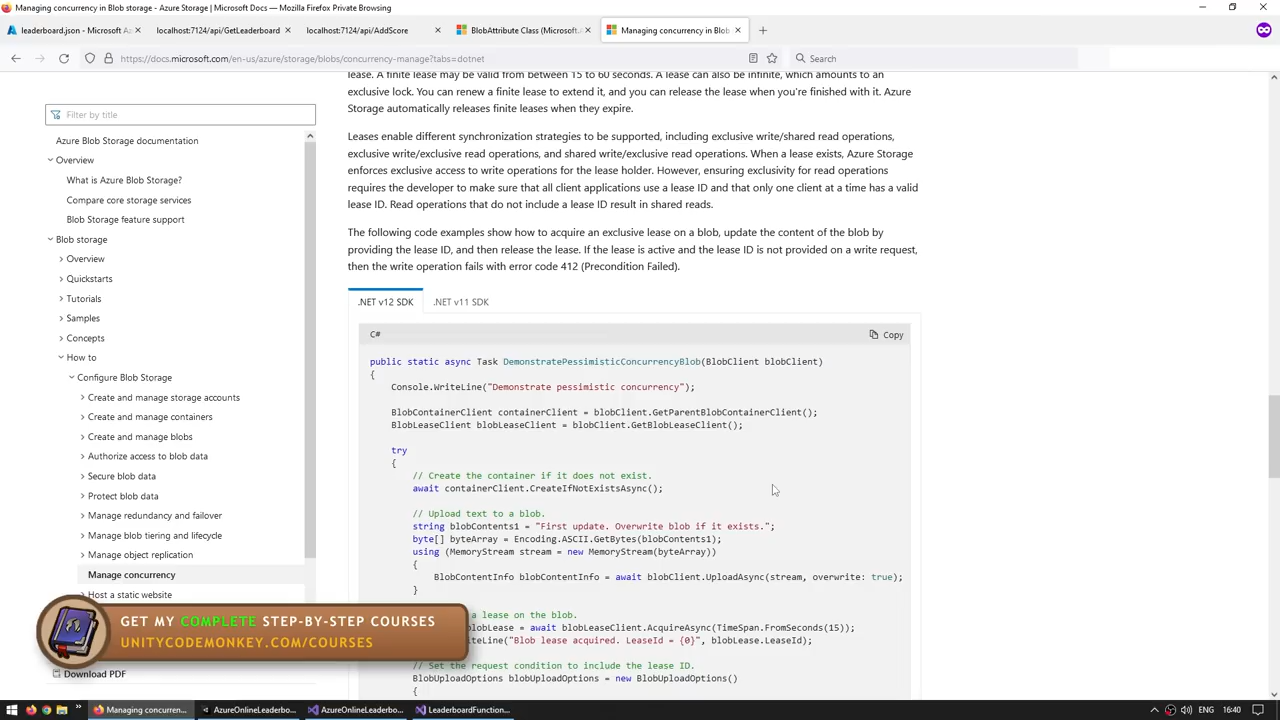 Managing concurrency in Blob storage - Azure Storage | Microsoft Docs — Mozilla Firefox Private Browsing
leaderboard.json - Microsoft Az
localhost:7124/api/GetLeaderboard
localhost:7124/api/AddScore
BlobAttribute Class (Microsoft.A
Managing concurrency in Blob
https://docs.microsoft.com/en-us/azure/storage/blobs/concurrency-manage?tabs=dotnet
Search
Filter by title
Azure Blob Storage documentation
Overview
What is Azure Blob Storage?
Compare core storage services
Blob Storage feature support
Blob storage
Overview
Quickstarts
Tutorials
Samples
Concepts
How to
Configure Blob Storage
Create and manage storage accounts
Create and manage containers
Create and manage blobs
Authorize access to blob data
Secure blob data
Protect blob data
Manage redundancy and failover
Manage blob tiering and lifecycle
Manage object replication
Manage concurrency
Host a static website
Download PDF
lease. A finite lease may be valid from between 15 to 60 seconds. A lease can also be infinite, which amounts to an
exclusive lock. You can renew a finite lease to extend it, and you can release the lease when you're finished with it. Azure
Storage automatically releases finite leases when they expire.
Leases enable different synchronization strategies to be supported, including exclusive write/shared read operations,
exclusive write/exclusive read operations, and shared write/exclusive read operations. When a lease exists, Azure Storage
enforces exclusive access to write operations for the lease holder. However, ensuring exclusivity for read operations
requires the developer to make sure that all client applications use a lease ID and that only one client at a time has a valid
lease ID. Read operations that do not include a lease ID result in shared reads.
The following code examples show how to acquire an exclusive lease on a blob, update the content of the blob by
providing the lease ID, and then release the lease. If the lease is active and the lease ID is not provided on a write request,
then the write operation fails with error code 412 (Precondition Failed).
.NET v12 SDK
.NET v11 SDK
C#
Copy
public static async Task DemonstratePessimisticConcurrencyBlob(BlobClient blobClient)
{
Console.WriteLine("Demonstrate pessimistic concurrency");
BlobContainerClient containerClient = blobClient.GetParentBlobContainerClient();
BlobLeaseClient blobLeaseClient = blobClient.GetBlobLeaseClient();
try
{
// Create the container if it does not exist.
await containerClient.CreateIfNotExistsAsync();
// Upload text to a blob.
string blobContents1 = "First update. Overwrite blob if it exists.";
byte[] byteArray = Encoding.ASCII.GetBytes(blobContents1);
using (MemoryStream stream = new MemoryStream(byteArray))
{
BlobContentInfo blobContentInfo = await blobClient.UploadAsync(stream, overwrite: true);
}
a lease on the blob.
blobLease = await blobLeaseClient.AcquireAsync(TimeSpan.FromSeconds(15));
iteLine("Blob lease acquired. LeaseId = {0}", blobLease.LeaseId);
// Set the request condition to include the lease ID.
BlobUploadOptions blobUploadOptions = new BlobUploadOptions()
{
GET MY COMPLETE STEP-BY-STEP COURSES
UNITYCODEMONKEY.COM/COURSES
Managing concurren...
AzureOnlineLeaderbo...
AzureOnlineLeaderbo...
LeaderboardFunction...
ENG
16:40